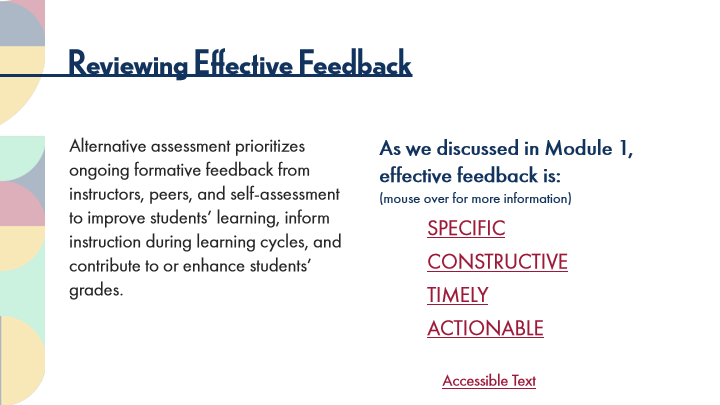 Reviewing Effective Feedback
Alternative assessment prioritizes
ongoing formative feedback from
instructors, peers, and self-assessment
to improve students’ learning, inform
instruction during learning cycles, and
contribute to or enhance students’
grades.
As we discussed in Module 1,
effective feedback is:
(mouse over for more information)
SPECIFIC
CONSTRUCTIVE
TIMELY
ACTIONABLE
Accessible Text